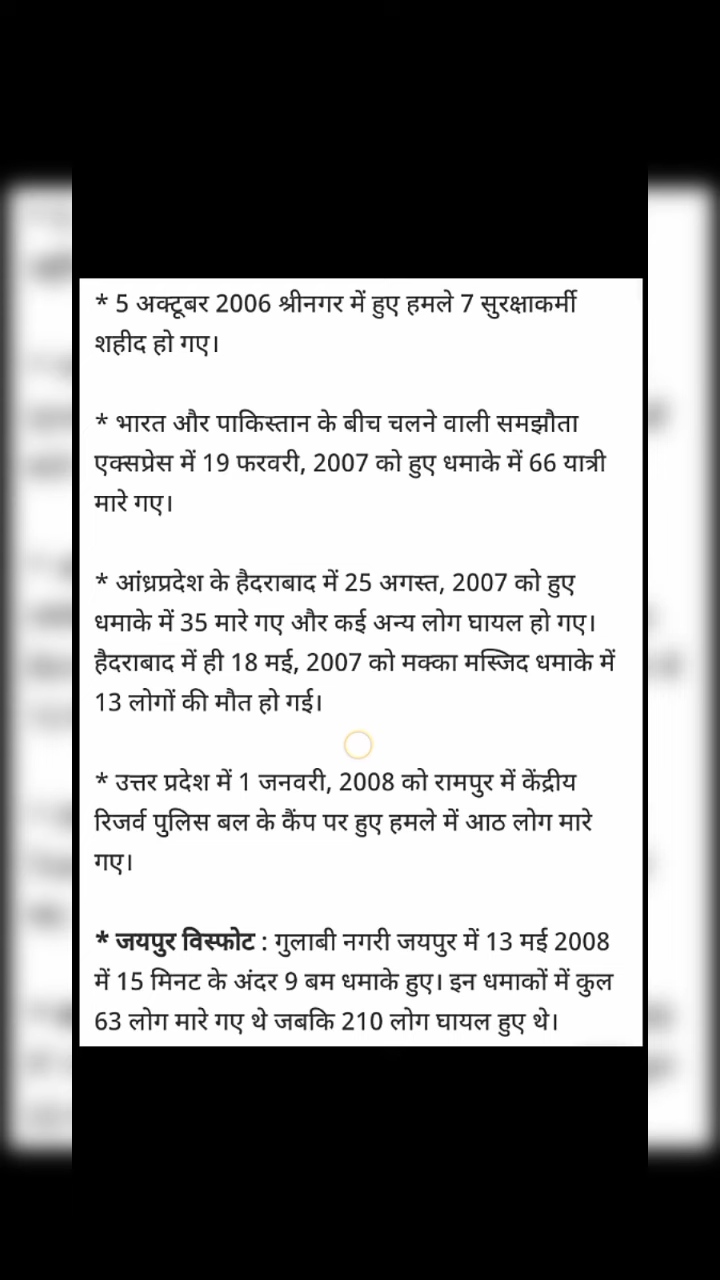 * 5 अक्टूबर 2006 श्रीनगर में हुए हमले 7 सुरक्षाकर्मी
शहीद हो गए।
* भारत और पाकिस्तान के बीच चलने वाली समझौता
एक्सप्रेस में 19 फरवरी, 2007 को हुए धमाके में 66 यात्री
मारे गए।
* आंध्रप्रदेश के हैदराबाद में 25 अगस्त, 2007 को हुए
धमाके में 35 मारे गए और कई अन्य लोग घायल हो गए।
हैदराबाद में ही 18 मई, 2007 को मक्का मस्जिद धमाके में
13 लोगों की मौत हो गई।
* उत्तर प्रदेश में 1 जनवरी, 2008 को रामपुर में केंद्रीय
रिजर्व पुलिस बल के कैंप पर हुए हमले में आठ लोग मारे
गए।
* जयपुर विस्फोट : गुलाबी नगरी जयपुर में 13 मई 2008
में 15 मिनट के अंदर 9 बम धमाके हुए। इन धमाकों में कुल
63 लोग मारे गए थे जबकि 210 लोग घायल हुए थे।